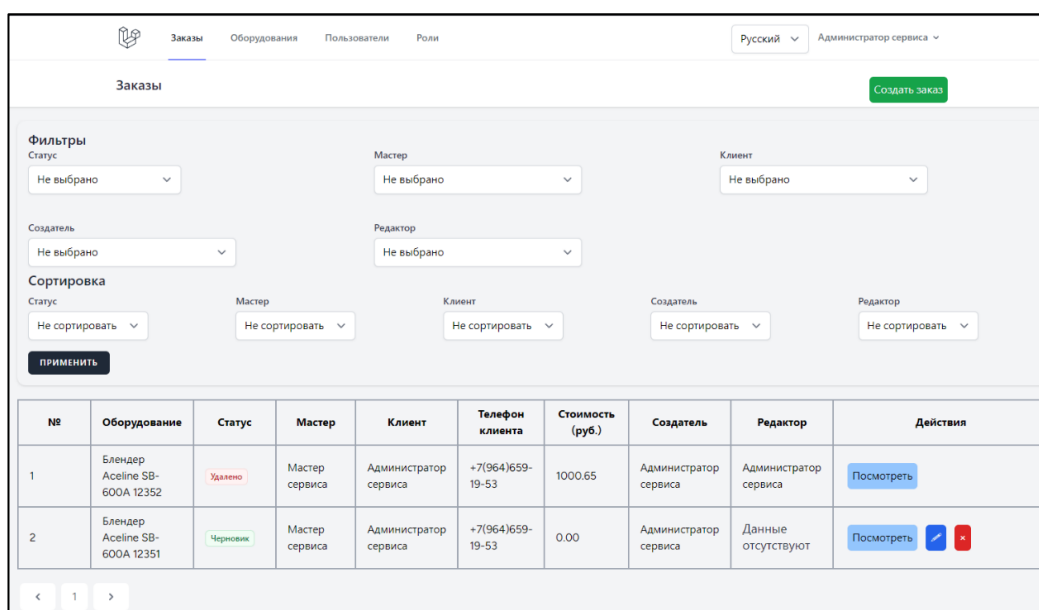 Заказы Оборудования Пользователи Роли Русский Администратор сервиса
Заказы Создать заказ
Фильтры
Статус Мастер Клиент
Не выбрано Не выбрано Не выбрано
Создатель Редактор
Не выбрано Не выбрано
Сортировка
Статус Мастер Клиент Создатель Редактор
Не сортировать Не сортировать Не сортировать Не сортировать Не сортировать
ПРИМЕНИТЬ
№ Оборудование Статус Мастер Клиент Телефон клиента Стоимость (руб.) Создатель Редактор Действия
1 Блендер Aceline SB-600A 12352 Удалено Мастер сервиса Администратор сервиса +7(964)659-19-53 1000.65 Администратор сервиса Администратор сервиса Посмотреть
2 Блендер Aceline SB-600A 12351 Черновик Мастер сервиса Администратор сервиса +7(964)659-19-53 0.00 Администратор сервиса Данные отсутствуют Посмотреть ×
< 1 >